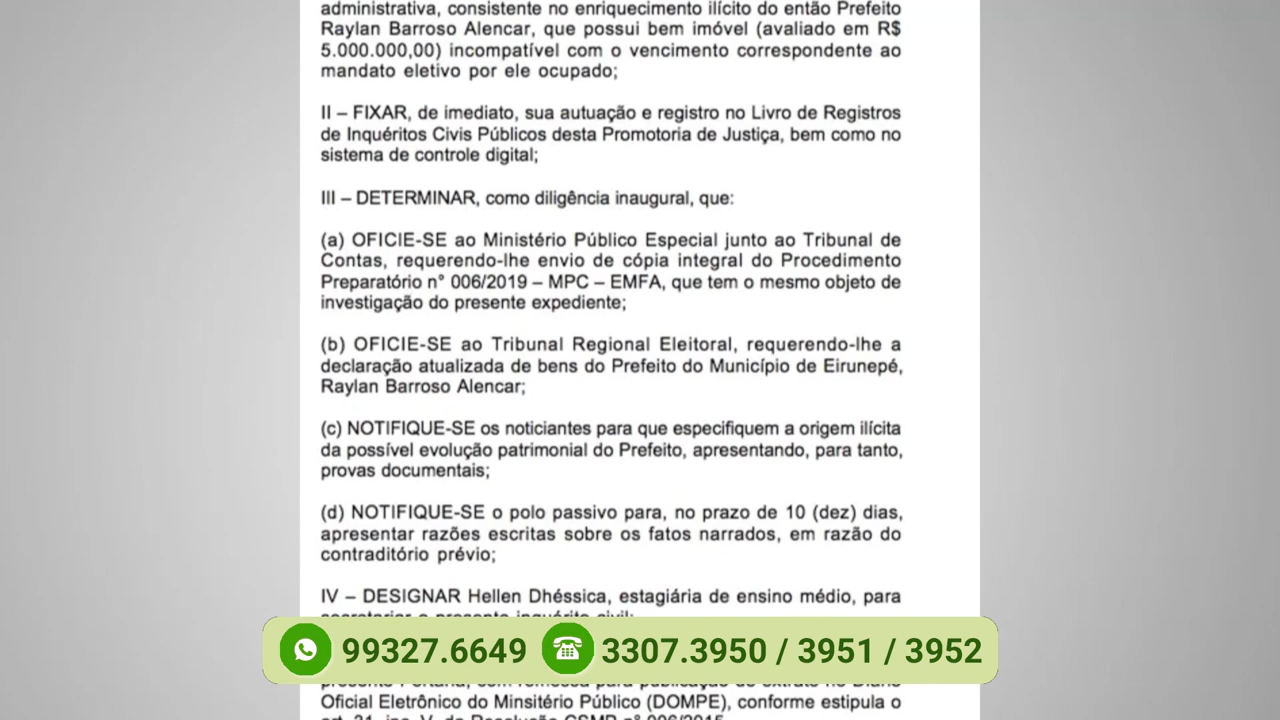 administrativa, consistente no enriquecimento ilícito do então Prefeito
Raylan Barroso Alencar, que possui bem imóvel (avaliado em R$
5.000.000,00) incompatível com o vencimento correspondente ao
mandato eletivo por ele ocupado;
II – FIXAR, de imediato, sua autuação e registro no Livro de Registros
de Inquéritos Civis Públicos desta Promotoria de Justiça, bem como no
sistema de controle digital;
III – DETERMINAR, como diligência inaugural, que:
(a) OFICIE-SE ao Ministério Público Especial junto ao Tribunal de
Contas, requerendo-lhe envio de cópia integral do Procedimento
Preparatório n° 006/2019 – MPC – EMFA, que tem o mesmo objeto de
investigação do presente expediente;
(b) OFICIE-SE ao Tribunal Regional Eleitoral, requerendo-lhe a
declaração atualizada de bens do Prefeito do Município de Eirunepé,
Raylan Barroso Alencar;
(c) NOTIFIQUE-SE os noticiantes para que especifiquem a origem ilícita
da possível evolução patrimonial do Prefeito, apresentando, para tanto,
provas documentais;
(d) NOTIFIQUE-SE o polo passivo para, no prazo de 10 (dez) dias,
apresentar razões escritas sobre os fatos narrados, em razão do
contraditório prévio;
IV – DESIGNAR Hellen Dhéssica, estagiária de ensino médio, para
99327.6649 3307.3950 / 3951 / 3952
Oficial Eletrônico do Minsitério Público (DOMPE), conforme estipula o